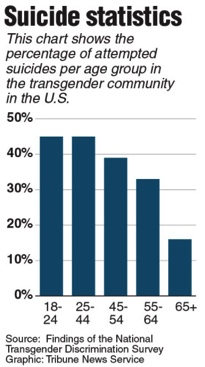 Suicide statistics
This chart shows the
percentage of attempted
suicides per age group in
the transgender community
in the U.S.
50%
40%
30%
20%
10%
0%
18- 25- 45- 55- 65+
24 44 54 64
Source: Findings of the National
Transgender Discrimination Survey
Graphic: Tribune News Service